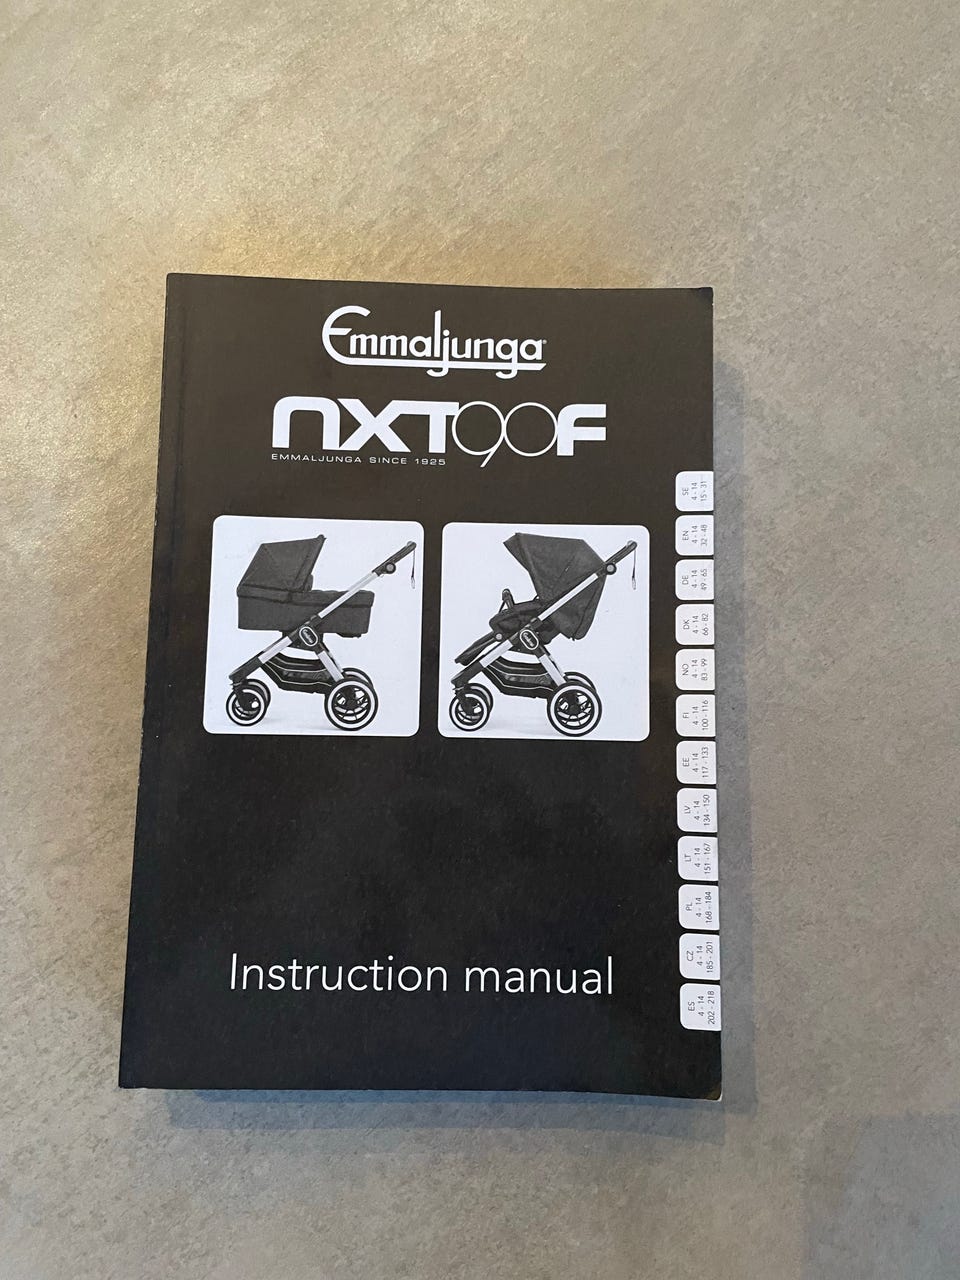 Emmaljunga®
NXT90F
EMMALJUNGA SINCE 1925
SE
4 - 14
15 - 31
EN
4 - 14
32 - 48
DE
4 - 14
49 - 65
DK
4 - 14
66 - 82
NO
4 - 14
83 - 99
FI
4 - 14
100 - 116
EE
4 - 14
117 - 133
LV
4 - 14
134 - 150
LT
4 - 14
151 - 167
PL
4 - 14
168 - 184
CZ
4 - 14
185 - 201
ES
4 - 14
202 - 218
Instruction manual